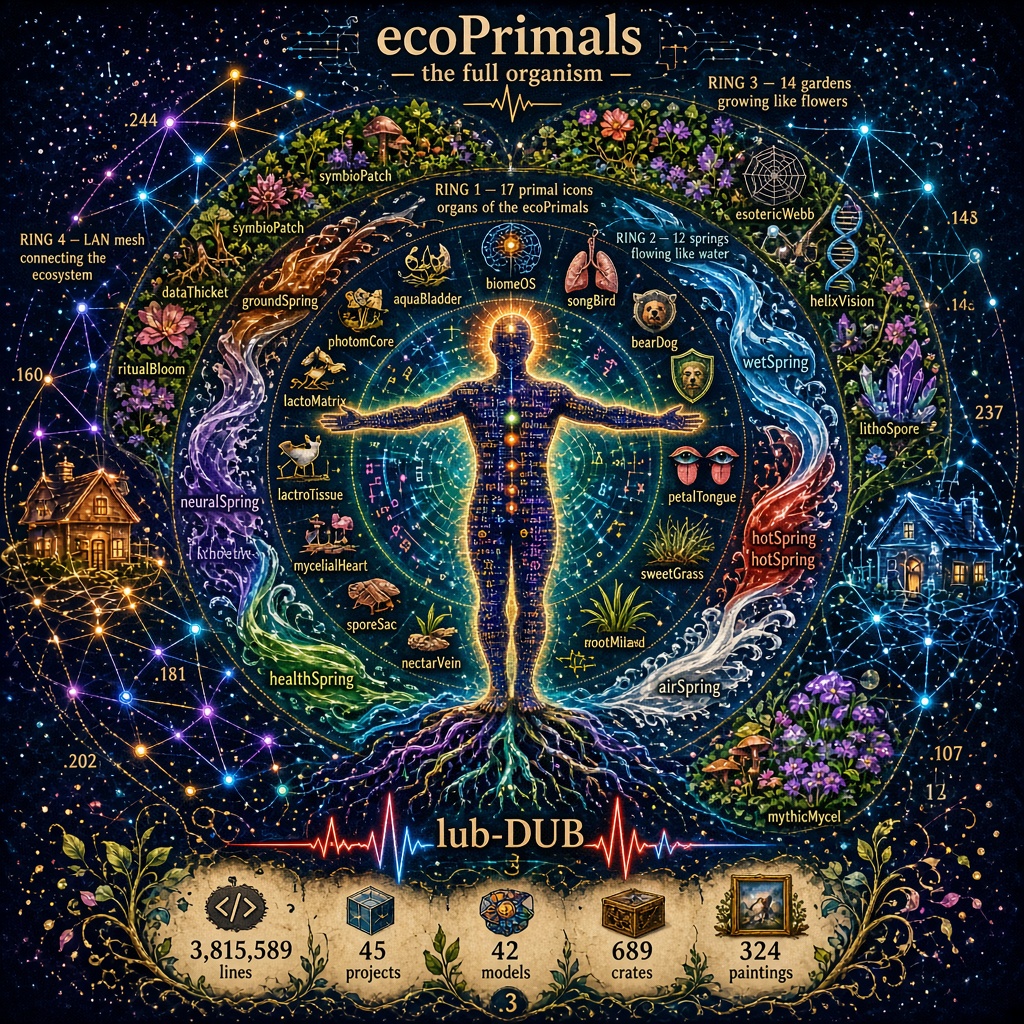 ecoPrimals
— the full organism —
RING 3 — 14 gardens
growing like flowers
.244
symbioPatch
RING 1 — 17 primal icons
organs of the ecoPrimals
esotericWebb
148
symbioPatch
RING 4 — LAN mesh
connecting the
ecosystem
RING 2 — 12 springs
flowing like water
dataThicket
groundSpring
aquaBladder
biomeOS
songBird
helixVision
photomCore
bearDog
ritualBloom
wetSpring
.160
lactoMatrix
237
lithoSpore
lactroTissue
petalTongue
neuralSpring
hotSpring
hotSpring
mycelialHeart
sweetGrass
sporeSac
nectarVein
healthSpring
airSpring
.181
.202
107
mythicMycel
lub-DUB
3
3,815,589
lines
45
projects
42
models
689
crates
324
paintings
3